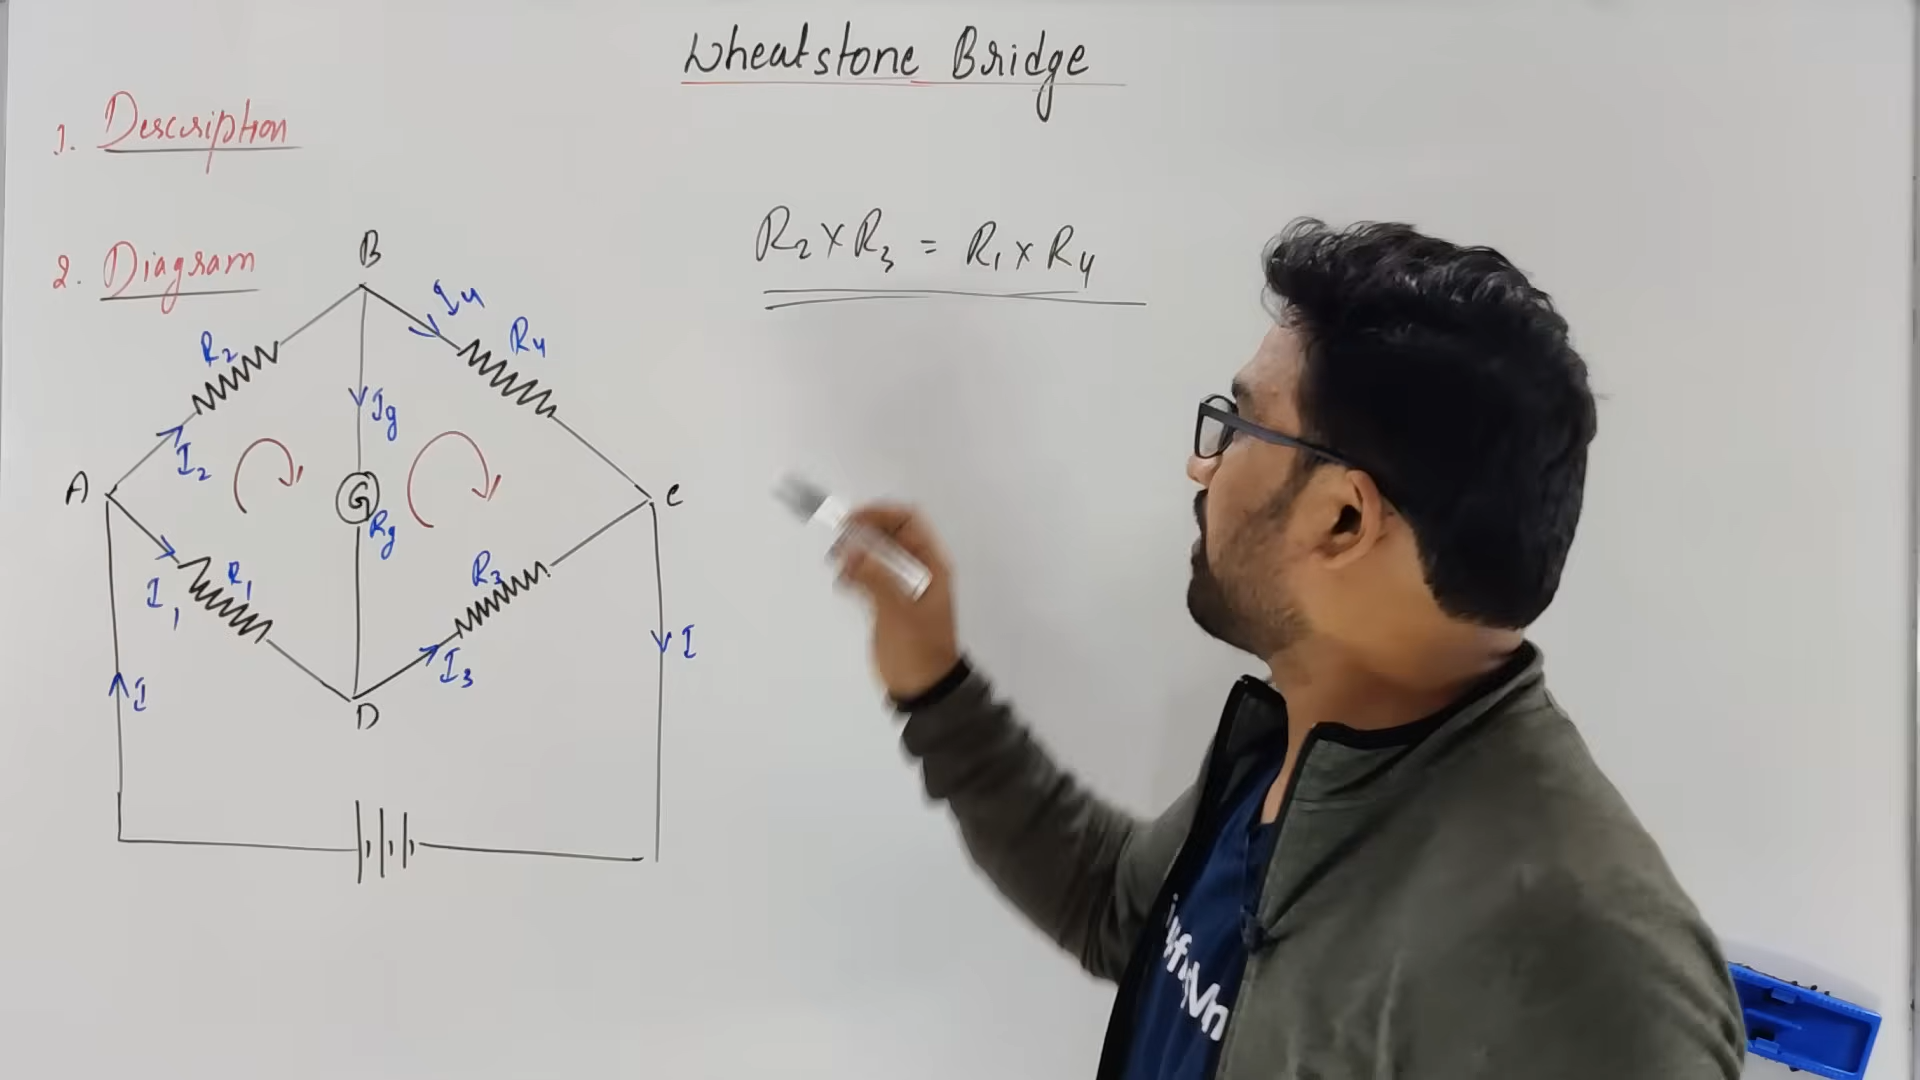 Wheatstone Bridge
1. Description
R₂ × R₃ = R₁ × R₄
2. Diagram
B
I₄
R₂
R₄
Ig
I₂
A
G
C
Rg
R₁
R₃
I₁
I
I₃
I
D